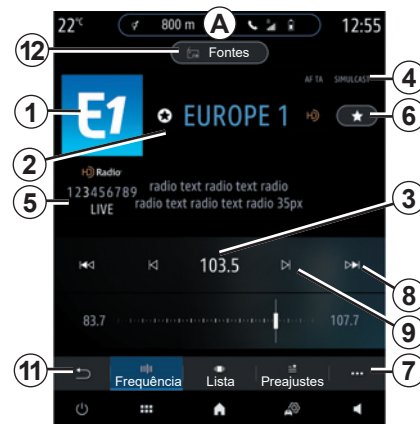 22°C 800 m A 12:55
12 Fontes
AF TA SIMULCAST 4
1 E1 EUROPE 1 HD 6
2
HD Radio
5 123456789 radio text radio text radio
LIVE radio text radio text radio 35px
3
103.5
8
9
83.7 107.7
11 Frequência Lista Preajustes ... 7